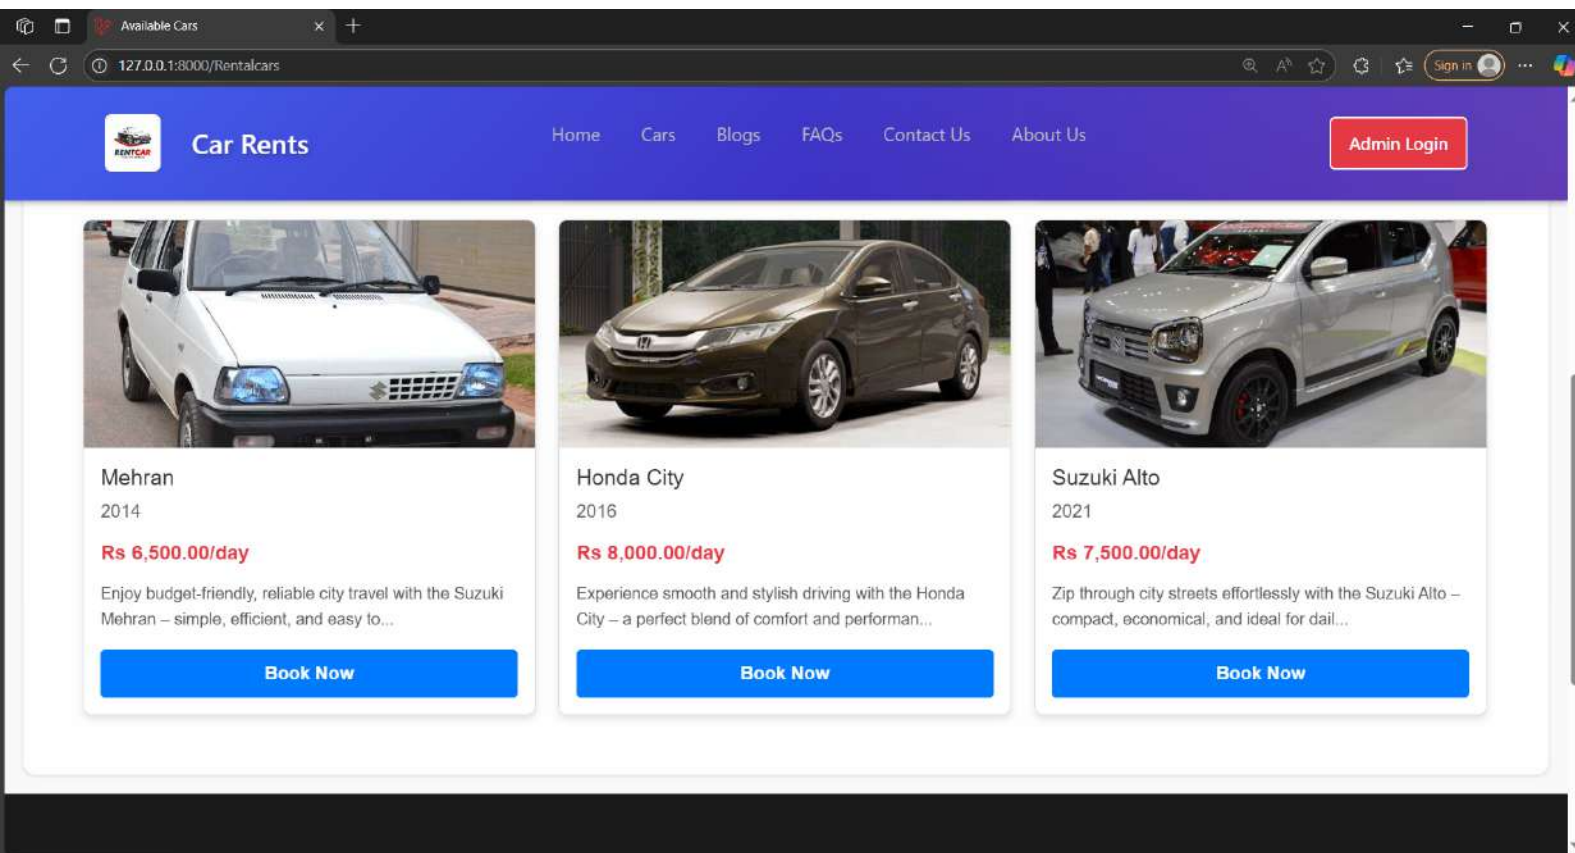 Available Cars
127.0.0.1:8000/Rentalcars
Sign in
RENTCAR
Car Rents
Home
Cars
Blogs
FAQs
Contact Us
About Us
Admin Login
Mehran
2014
Rs 6,500.00/day
Enjoy budget-friendly, reliable city travel with the Suzuki
Mehran – simple, efficient, and easy to...
Book Now
Honda City
2016
Rs 8,000.00/day
Experience smooth and stylish driving with the Honda
City – a perfect blend of comfort and performan...
Book Now
Suzuki Alto
2021
Rs 7,500.00/day
Zip through city streets effortlessly with the Suzuki Alto –
compact, economical, and ideal for dail...
Book Now